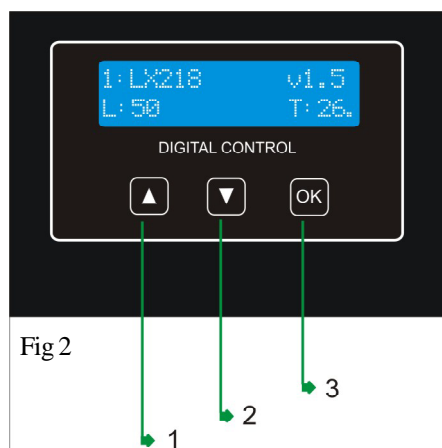 1:LX218 v1.5
L:50 T:26.
DIGITAL CONTROL
▲ ▼ OK
Fig 2
3
2
1